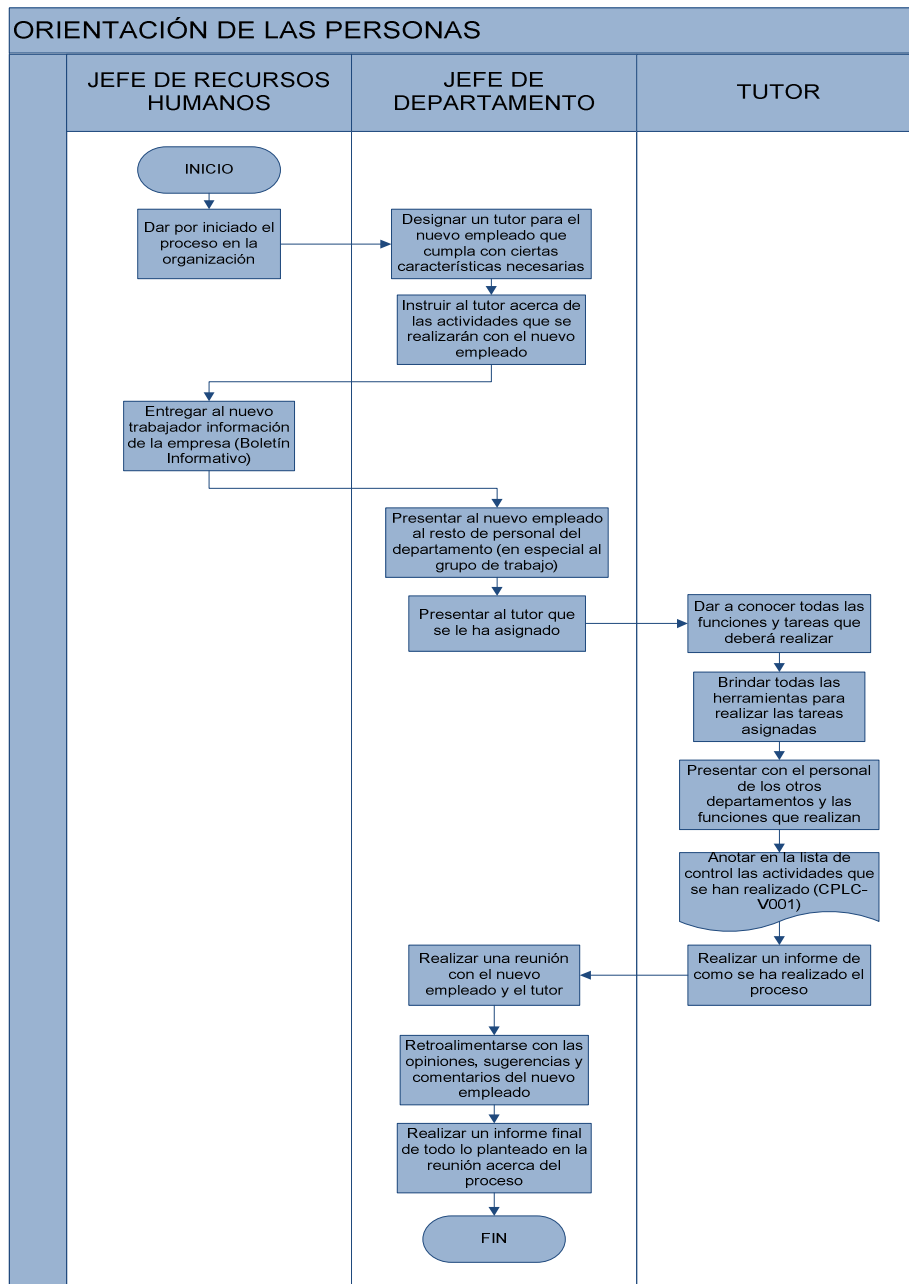 ORIENTACIÓN DE LAS PERSONAS
JEFE DE RECURSOS
HUMANOS
JEFE DE
DEPARTAMENTO
TUTOR
INICIO
Dar por iniciado el
proceso en la
organización
Designar un tutor para el
nuevo empleado que
cumpla con ciertas
características necesarias
Instruir al tutor acerca de
las actividades que se
realizarán con el nuevo
empleado
Entregar al nuevo
trabajador información
de la empresa (Boletín
Informativo)
Presentar al nuevo empleado
al resto de personal del
departamento (en especial al
grupo de trabajo)
Presentar al tutor que
se le ha asignado
Dar a conocer todas las
funciones y tareas que
deberá realizar
Brindar todas las
herramientas para
realizar las tareas
asignadas
Presentar con el personal
de los otros
departamentos y las
funciones que realizan
Anotar en la lista de
control las actividades que
se han realizado (CPLC-
V001)
Realizar un informe de
como se ha realizado el
proceso
Realizar una reunión
con el nuevo
empleado y el tutor
Retroalimentarse con las
opiniones, sugerencias y
comentarios del nuevo
empleado
Realizar un informe final
de todo lo planteado en la
reunión acerca del
proceso
FIN